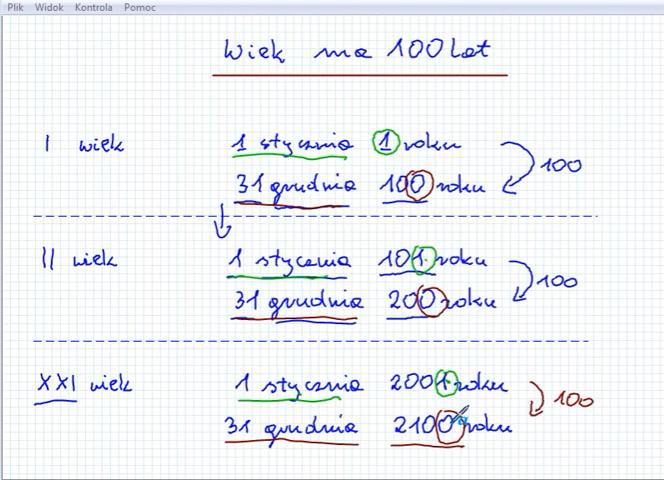 Plik Widok Kontrola Pomoc
Wiek ma 100 lat
I wiek 1 stycznia 1 roku
31 grudnia 100 roku 100
II wiek 1 stycznia 101 roku
31 grudnia 200 roku 100
XXI wiek 1 stycznia 2001 roku
31 grudnia 2100 roku 100